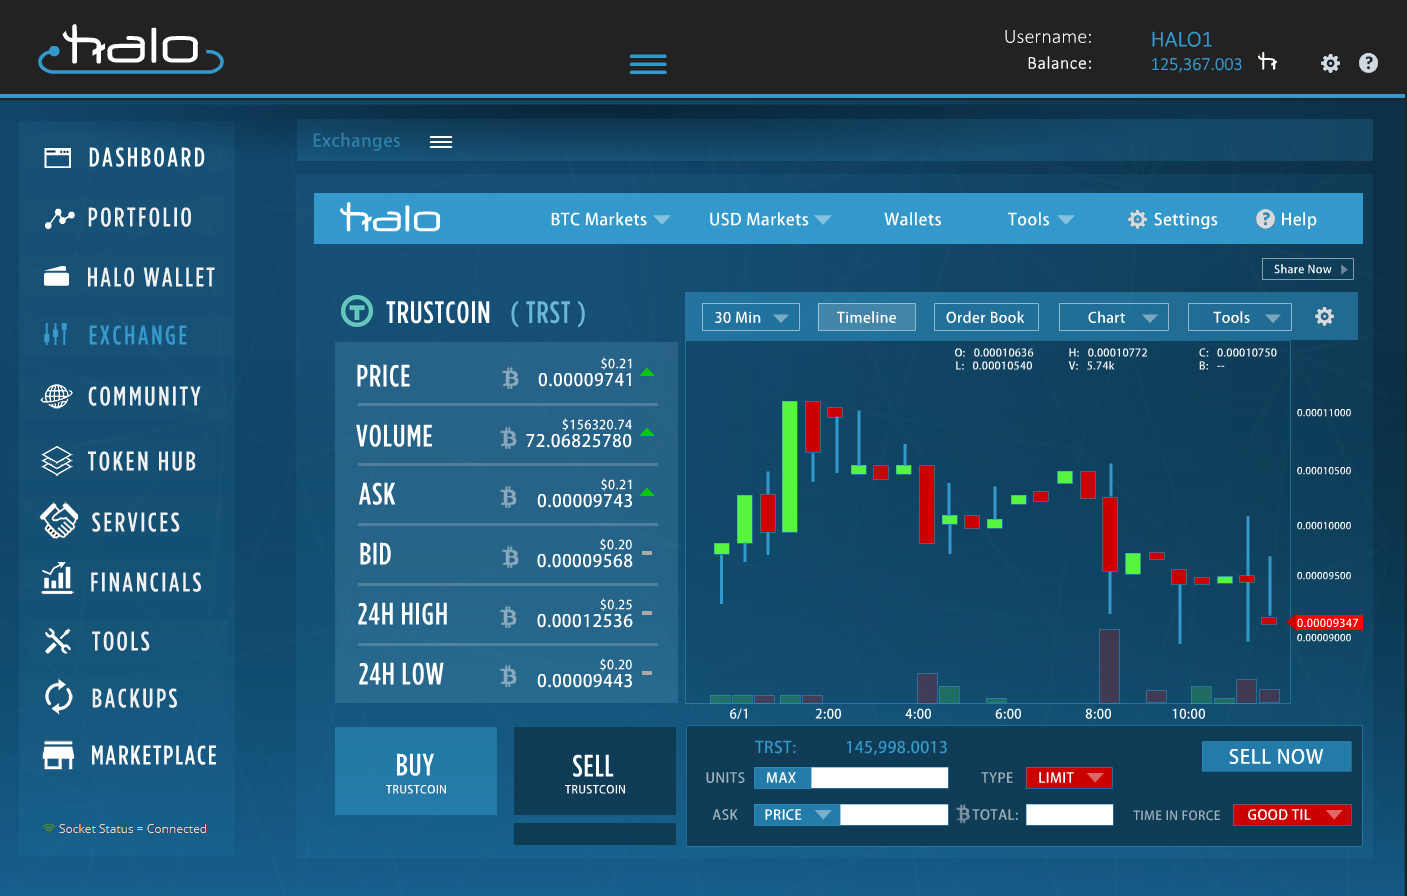 halo
Username: HALO1
Balance: 125,367.003
DASHBOARD
PORTFOLIO
HALO WALLET
EXCHANGE
COMMUNITY
TOKEN HUB
SERVICES
FINANCIALS
TOOLS
BACKUPS
MARKETPLACE
Socket Status = Connected
Exchanges
halo BTC Markets USD Markets Wallets Tools Settings Help
Share Now
TRUSTCOIN ( TRST )
PRICE $0.21
0.00009741
VOLUME $156320.74
72.06825780
ASK $0.21
0.00009743
BID $0.20
0.00009568
24H HIGH $0.25
0.00012536
24H LOW $0.20
0.00009443
BUY
TRUSTCOIN
SELL
TRUSTCOIN
30 Min Timeline Order Book Chart Tools
O: 0.00010636 H: 0.00010772 C: 0.00010750
L: 0.00010540 V: 5.74k B: --
0.00011000
0.00010500
0.00010000
0.00009500
0.00009347
0.00009000
6/1 2:00 4:00 6:00 8:00 10:00
TRST: 145,998.0013
SELL NOW
UNITS MAX TYPE LIMIT
ASK PRICE TOTAL: TIME IN FORCE GOOD TIL